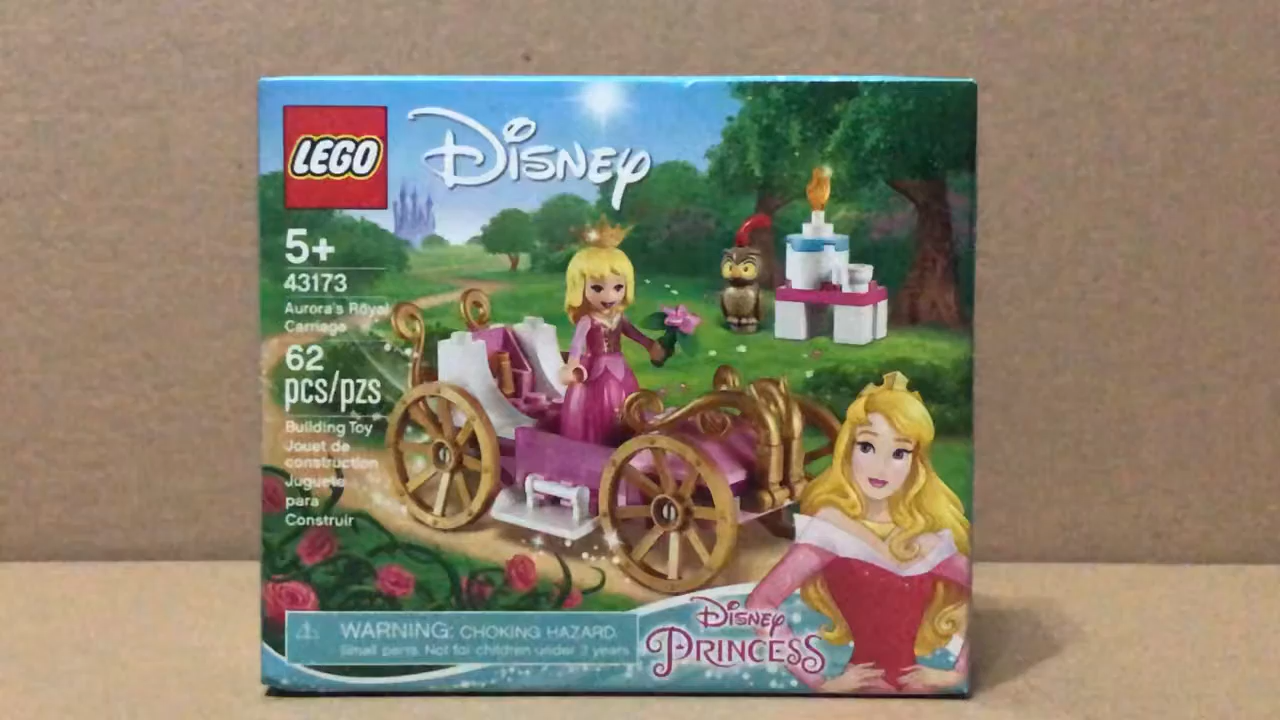 LEGO
DISNEY
5+
43173
Aurora's Royal
Carriage
62
pcs/pzs
Building Toy
Jouet de
construction
Juguete
para
Construir
WARNING: CHOKING HAZARD.
Small parts. Not for children under 3 years.
DISNEY
PRINCESS